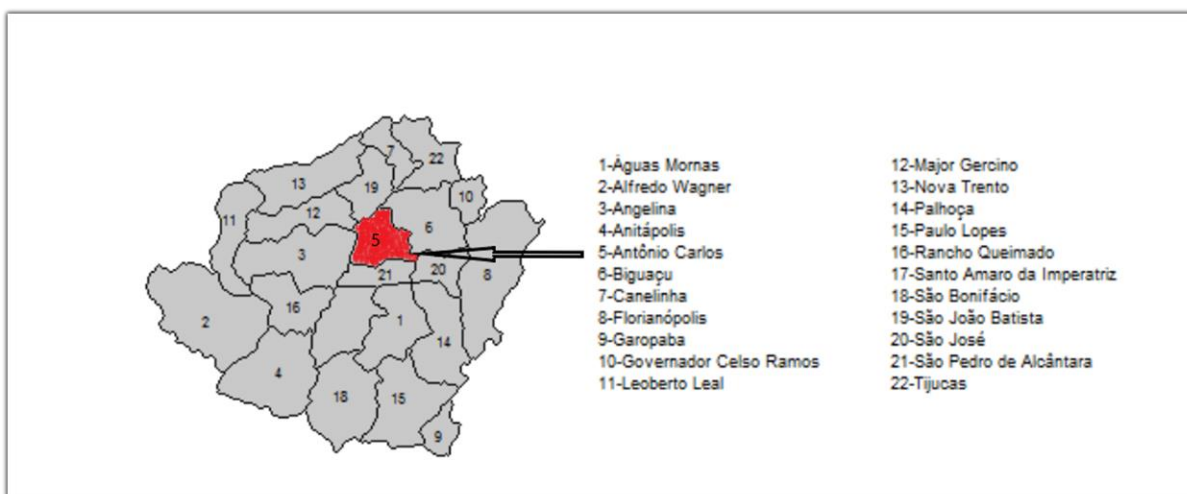 7
22
13
19
10
11
12
6
5
3
21
20
8
2
16
1
14
4
18
15
9
1-Águas Mornas
2-Alfredo Wagner
3-Angelina
4-Anitápolis
5-Antônio Carlos
6-Biguaçu
7-Canelinha
8-Florianópolis
9-Garopaba
10-Governador Celso Ramos
11-Leoberto Leal
12-Major Gercino
13-Nova Trento
14-Palhoça
15-Paulo Lopes
16-Rancho Queimado
17-Santo Amaro da Imperatriz
18-São Bonifácio
19-São João Batista
20-São José
21-São Pedro de Alcântara
22-Tijucas